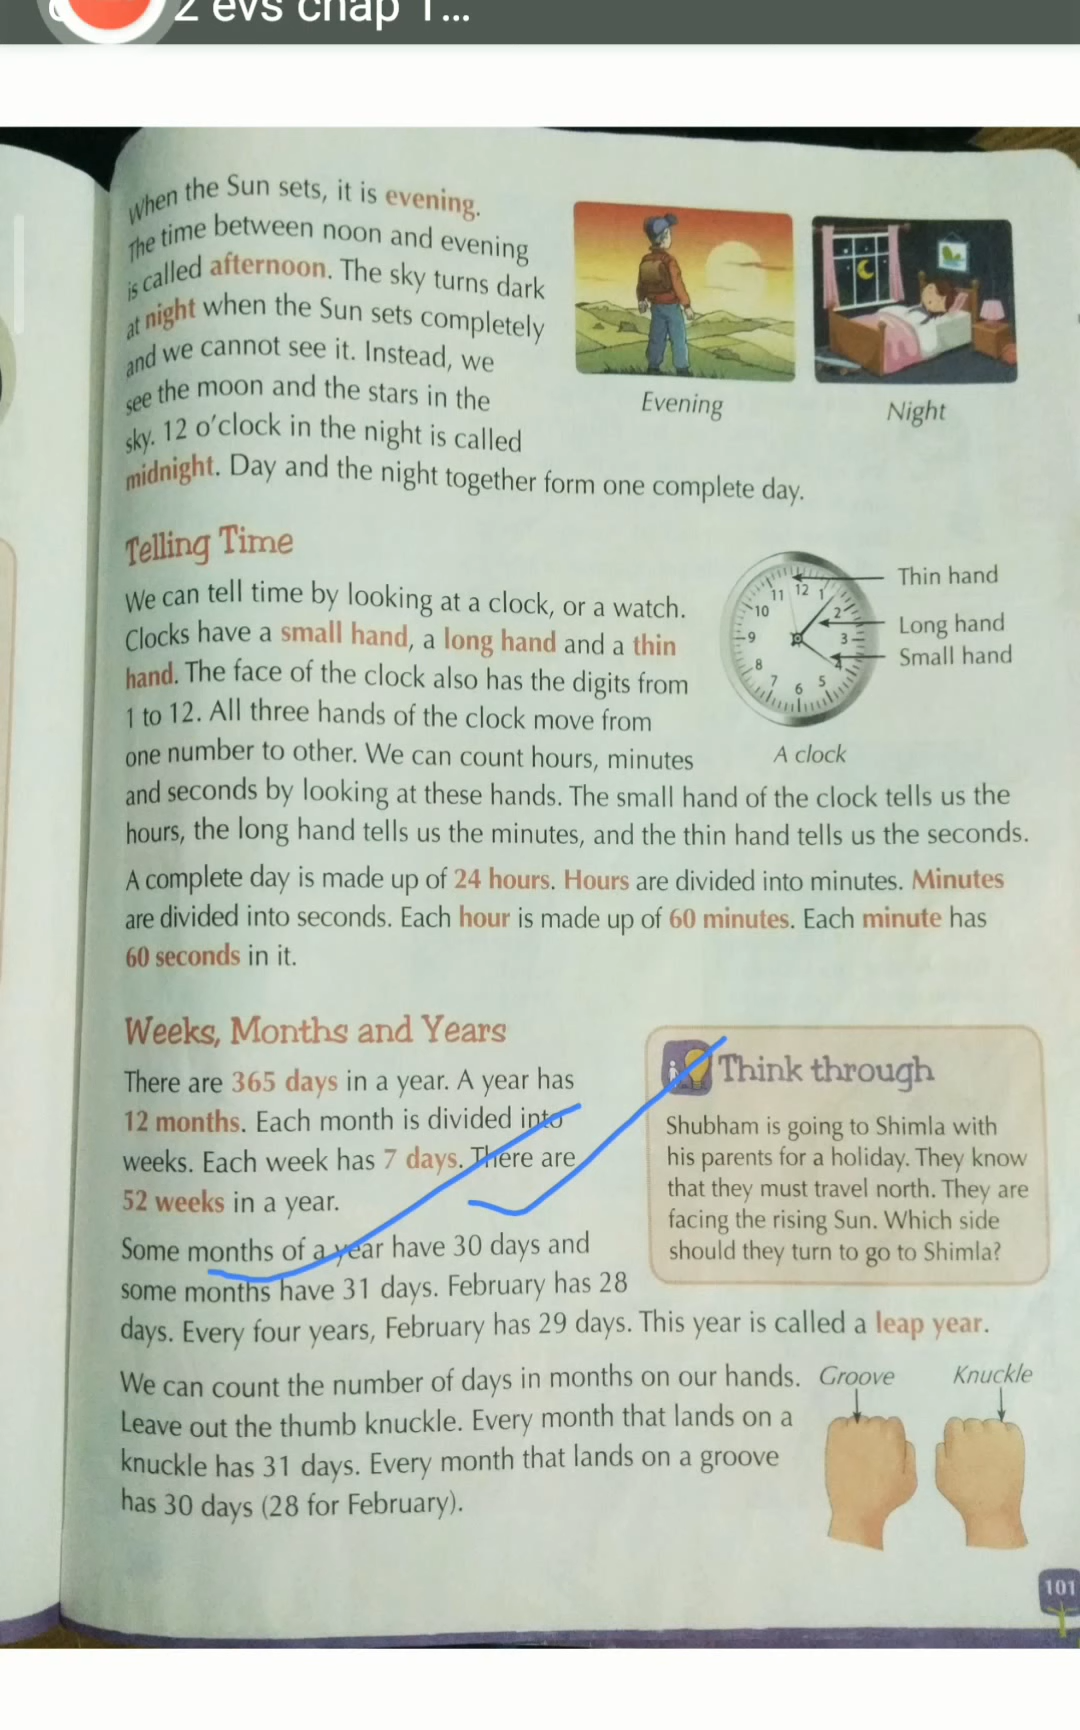 2 evs chap 1...
When the Sun sets, it is evening.
The time between noon and evening
is called afternoon. The sky turns dark
at night when the Sun sets completely
and we cannot see it. Instead, we
see the moon and the stars in the
sky. 12 o'clock in the night is called
midnight. Day and the night together form one complete day.
Evening
Night
Telling Time
We can tell time by looking at a clock, or a watch.
Clocks have a small hand, a long hand and a thin
hand. The face of the clock also has the digits from
1 to 12. All three hands of the clock move from
one number to other. We can count hours, minutes
and seconds by looking at these hands. The small hand of the clock tells us the
hours, the long hand tells us the minutes, and the thin hand tells us the seconds.
12
1
2
3
4
5
6
7
8
9
10
11
Thin hand
Long hand
Small hand
A clock
A complete day is made up of 24 hours. Hours are divided into minutes. Minutes
are divided into seconds. Each hour is made up of 60 minutes. Each minute has
60 seconds in it.
Weeks, Months and Years
There are 365 days in a year. A year has
12 months. Each month is divided into
weeks. Each week has 7 days. There are
52 weeks in a year.
Some months of a year have 30 days and
some months have 31 days. February has 28
days. Every four years, February has 29 days. This year is called a leap year.
Think through
Shubham is going to Shimla with
his parents for a holiday. They know
that they must travel north. They are
facing the rising Sun. Which side
should they turn to go to Shimla?
We can count the number of days in months on our hands.
Leave out the thumb knuckle. Every month that lands on a
knuckle has 31 days. Every month that lands on a groove
has 30 days (28 for February).
Groove
Knuckle
101